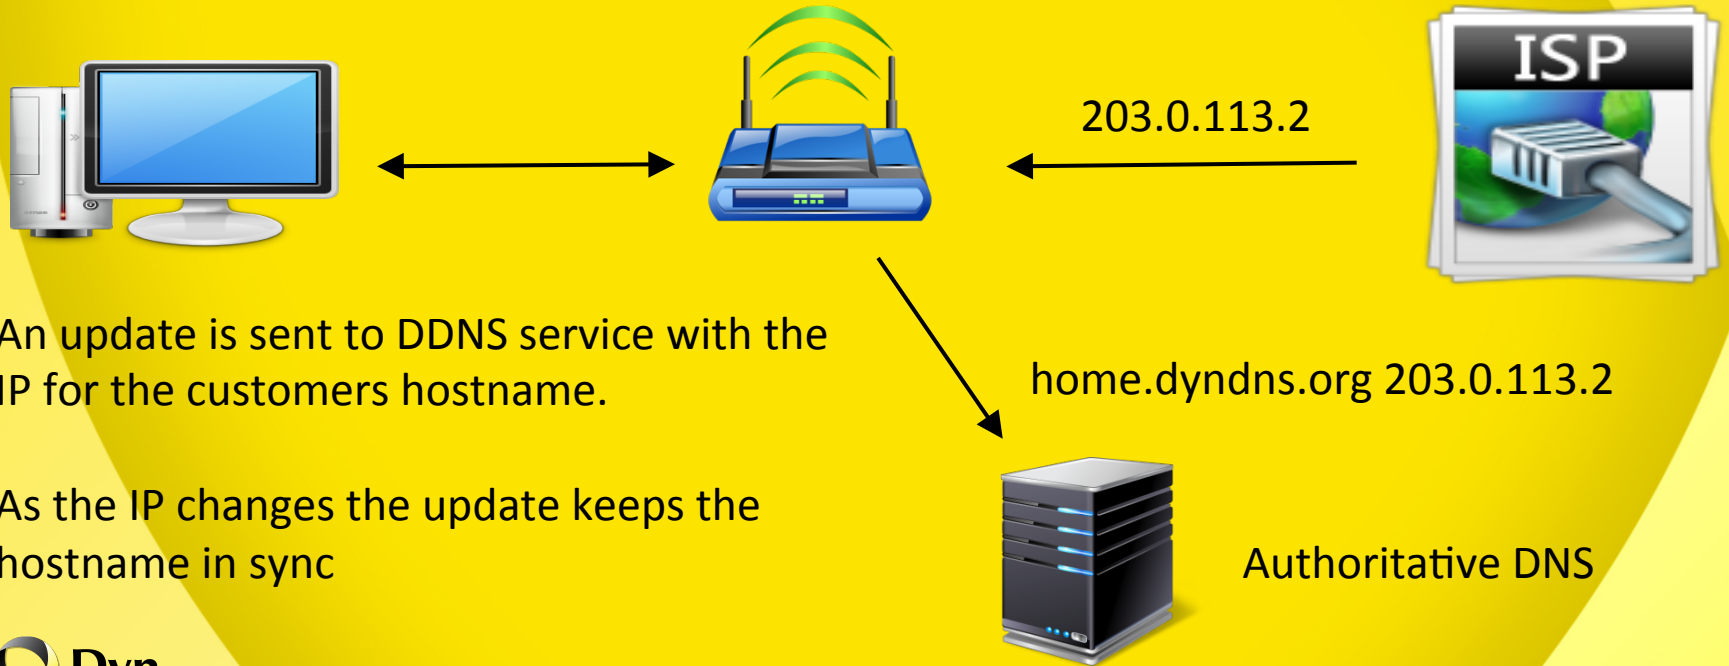 ISP
203.0.113.2
An update is sent to DDNS service with the
IP for the customers hostname.
home.dyndns.org 203.0.113.2
As the IP changes the update keeps the
hostname in sync
Authoritative DNS
Dyn